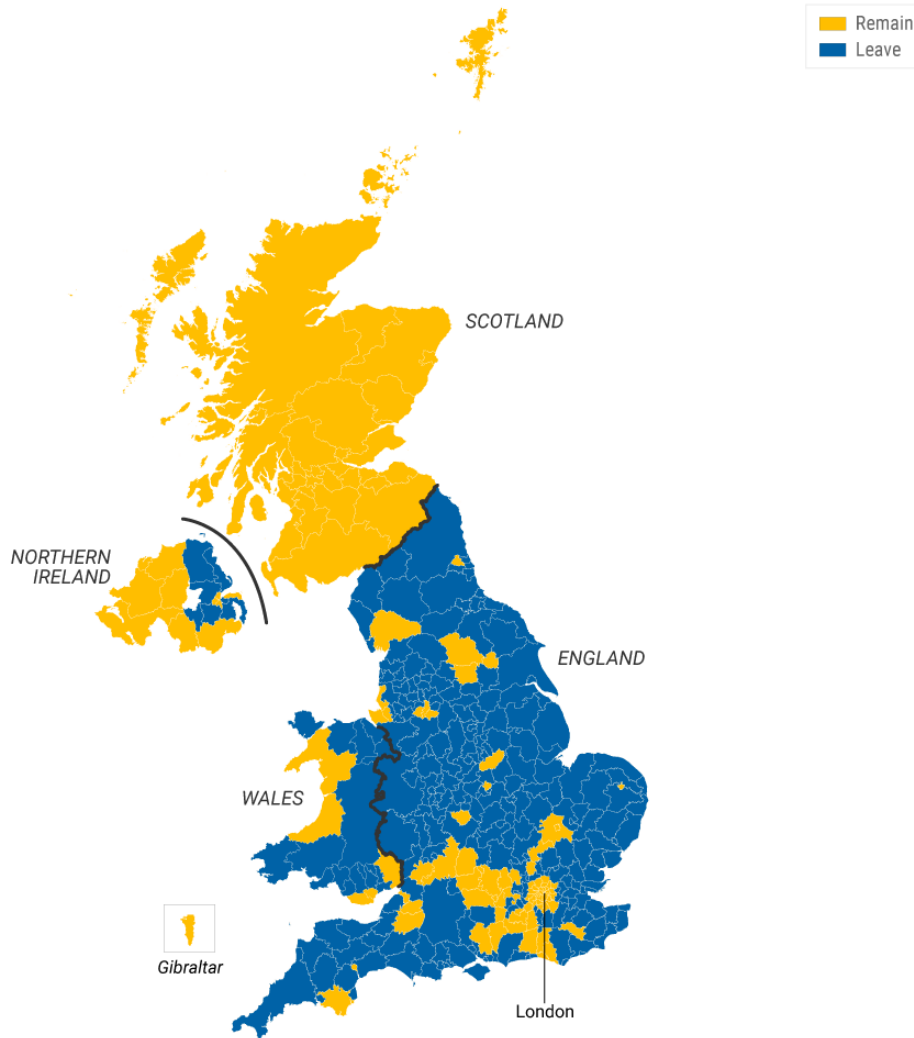 Remain
Leave
SCOTLAND
NORTHERN
IRELAND
ENGLAND
WALES
Gibraltar
London